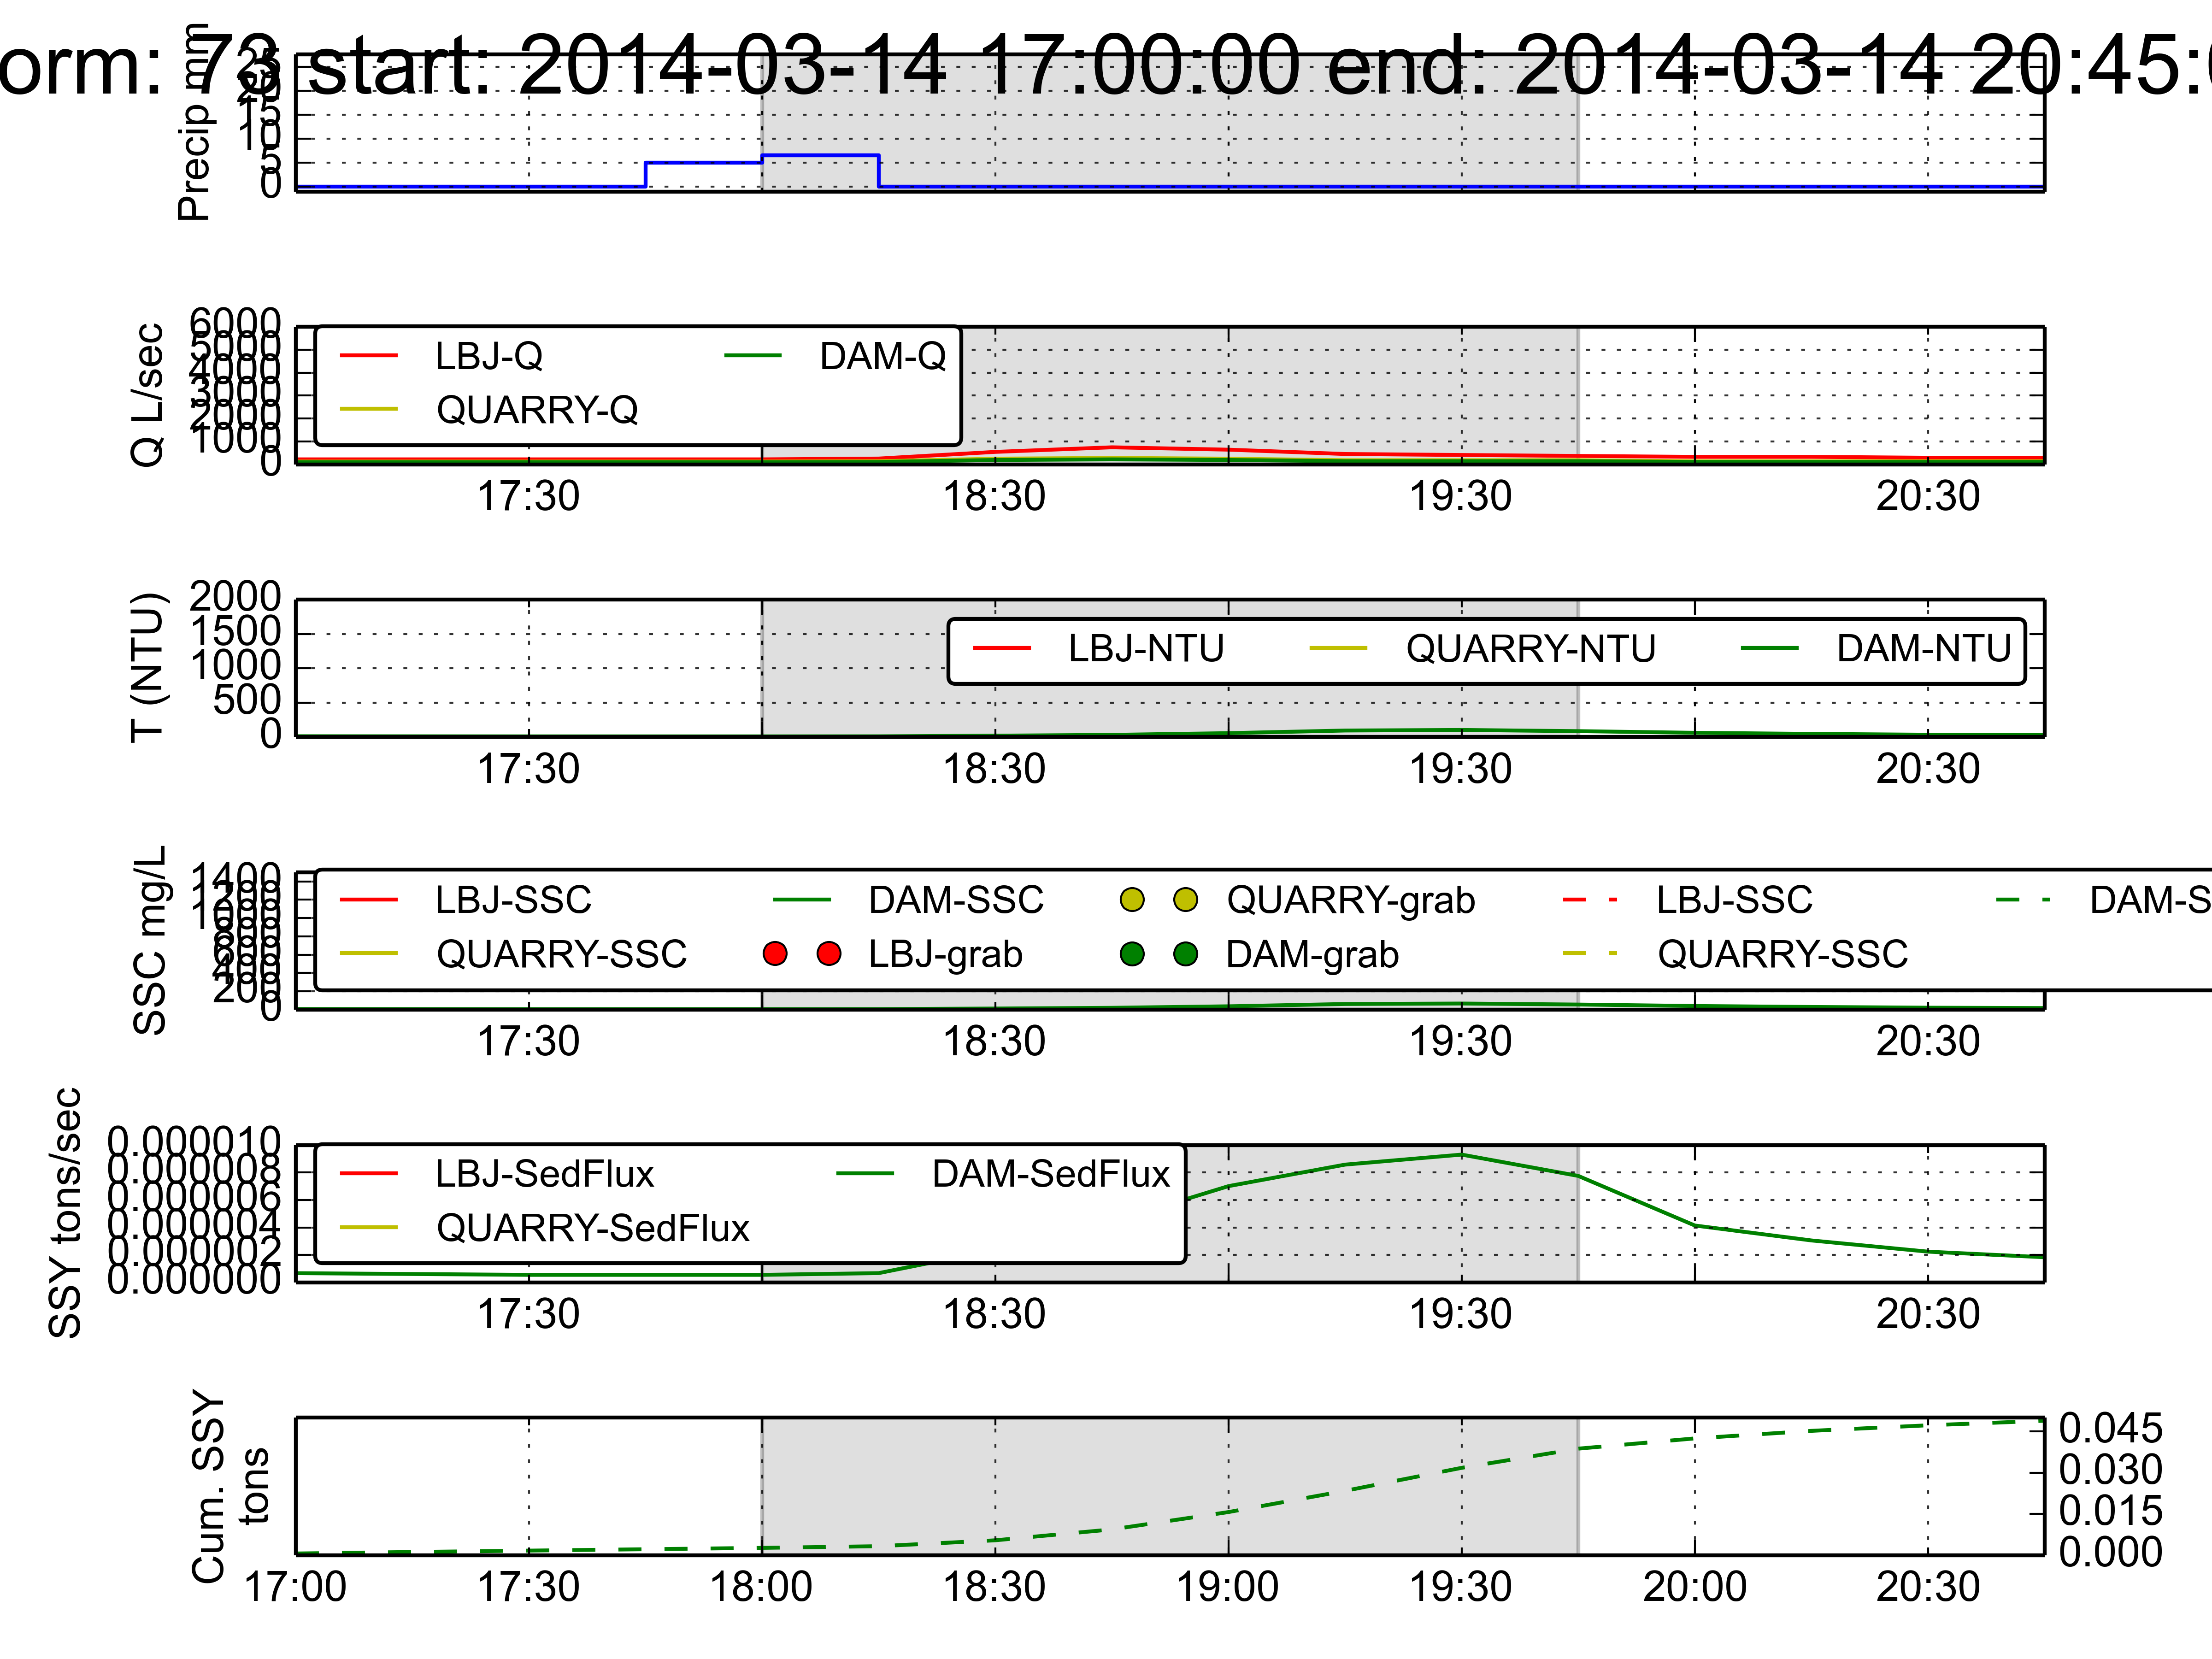 orm: 73 start: 2014-03-14 17:00:00 end: 2014-03-14 20:45:0
Precip mm
25
20
15
10
5
0
Q L/sec
6000
5000
4000
3000
2000
1000
0
LBJ-Q DAM-Q
QUARRY-Q
17:30 18:30 19:30 20:30
T (NTU)
2000
1500
1000
500
0
LBJ-NTU QUARRY-NTU DAM-NTU
17:30 18:30 19:30 20:30
SSC mg/L
1400
1200
1000
800
600
400
200
0
LBJ-SSC DAM-SSC QUARRY-grab LBJ-SSC DAM-S
QUARRY-SSC LBJ-grab DAM-grab QUARRY-SSC
17:30 18:30 19:30 20:30
SSY tons/sec
0.000010
0.000008
0.000006
0.000004
0.000002
0.000000
LBJ-SedFlux DAM-SedFlux
QUARRY-SedFlux
17:30 18:30 19:30 20:30
Cum. SSY
tons
0.045
0.030
0.015
0.000
17:00 17:30 18:00 18:30 19:00 19:30 20:00 20:30